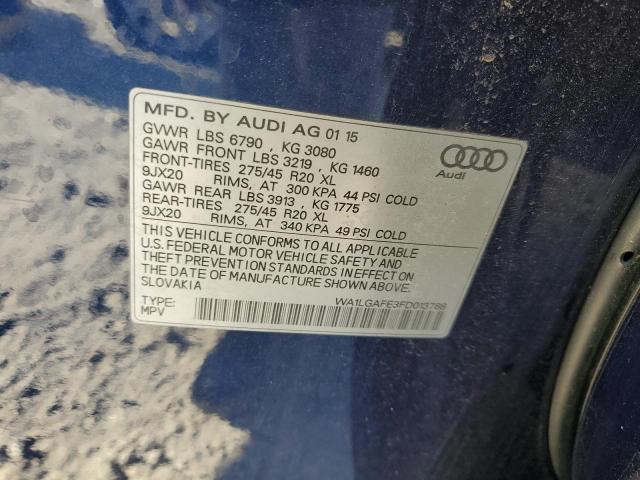 MFD. BY AUDI AG 01 15
GVWR LBS 6790 , KG 3080
GAWR FRONT LBS 3219 , KG 1460
FRONT-TIRES 275/45 R20 XL
9JX20 RIMS, AT 300 KPA 44 PSI COLD
GAWR REAR LBS 3913 , KG 1775
REAR-TIRES 275/45 R20 XL
9JX20 RIMS, AT 340 KPA 49 PSI COLD
THIS VEHICLE CONFORMS TO ALL APPLICABLE
U.S. FEDERAL MOTOR VEHICLE SAFETY AND
THEFT PREVENTION STANDARDS IN EFFECT ON
THE DATE OF MANUFACTURE SHOWN ABOVE.
SLOVAKIA
TYPE:
MPV
WA1LGAFE3FD013788
Audi